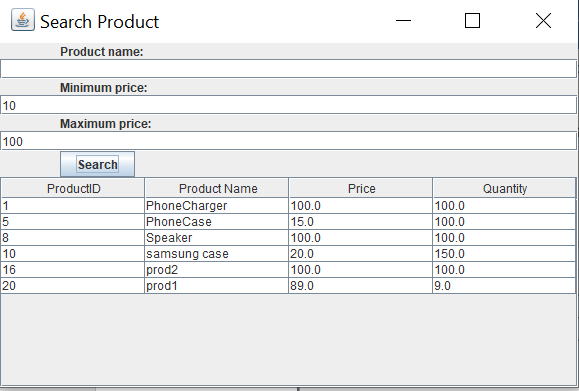 Search Product
Product name:
Minimum price:
10
Maximum price:
100
Search
ProductID Product Name Price Quantity
1 PhoneCharger 100.0 100.0
5 PhoneCase 15.0 100.0
8 Speaker 100.0 100.0
10 samsung case 20.0 150.0
16 prod2 100.0 100.0
20 prod1 89.0 9.0